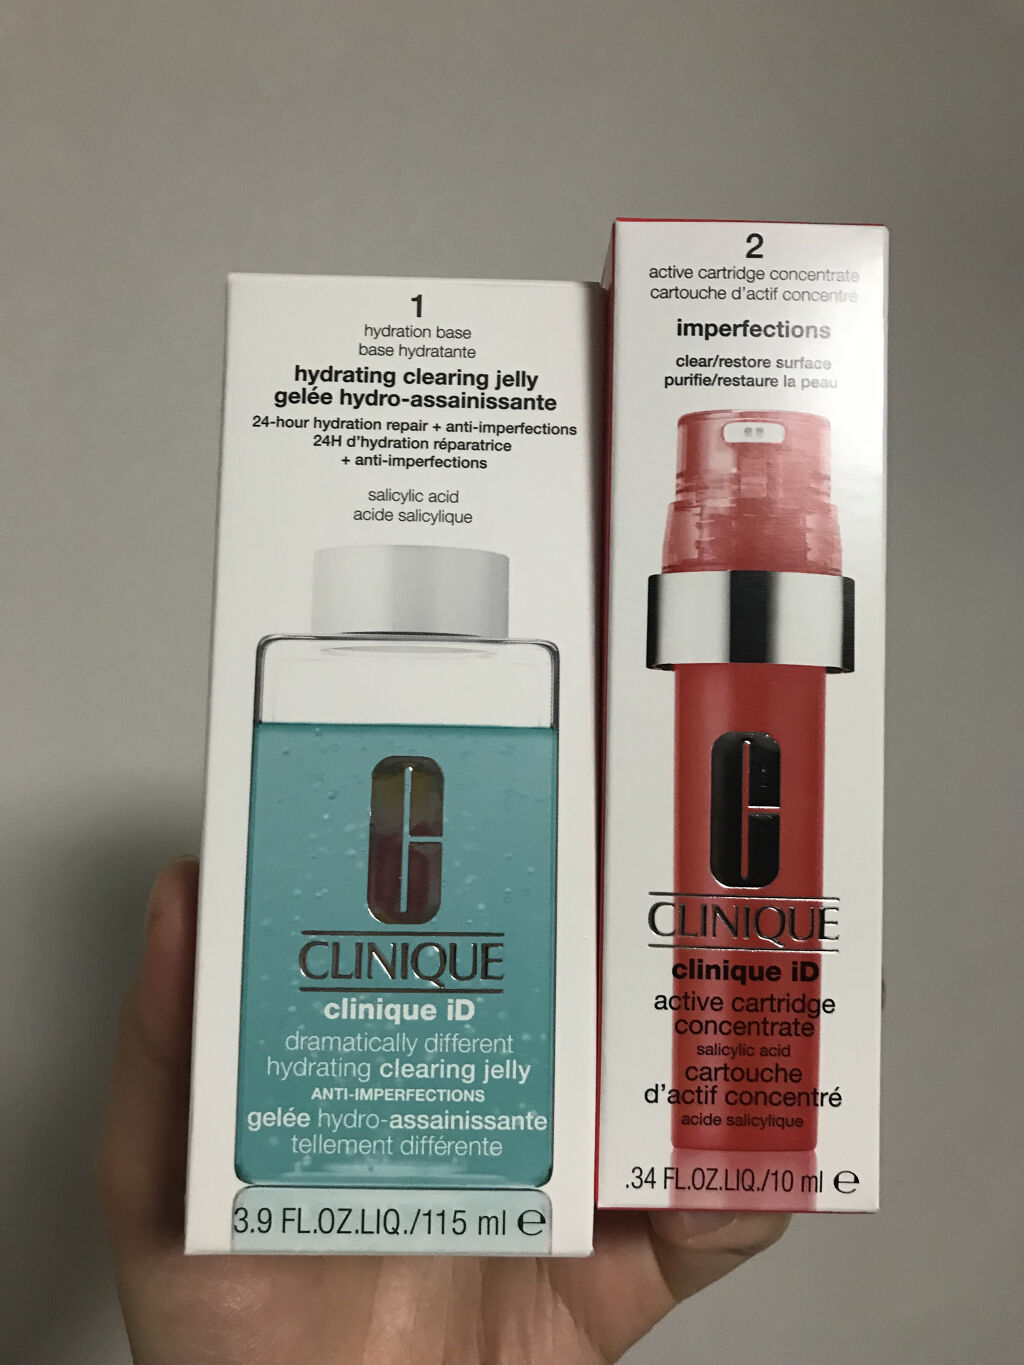 1
hydration base
base hydratante
hydrating clearing jelly
gelée hydro-assainissante
24-hour hydration repair + anti-imperfections
24H d'hydration réparatrice
+ anti-imperfections
salicylic acid
acide salicylique
C
CLINIQUE
clinique iD
dramatically different
hydrating clearing jelly
ANTI-IMPERFECTIONS
gelée hydro-assainissante
tellement différente
3.9 FL.OZ.LIQ./115 ml e
2
active cartridge concentrate
cartouche d'actif concentré
imperfections
clear/restore surface
purifie/restaure la peau
C
CLINIQUE
clinique iD
active cartridge
concentrate
salicylic acid
cartouche
d'actif concentré
acide salicylique
.34 FL.OZ.LIQ./10 ml e